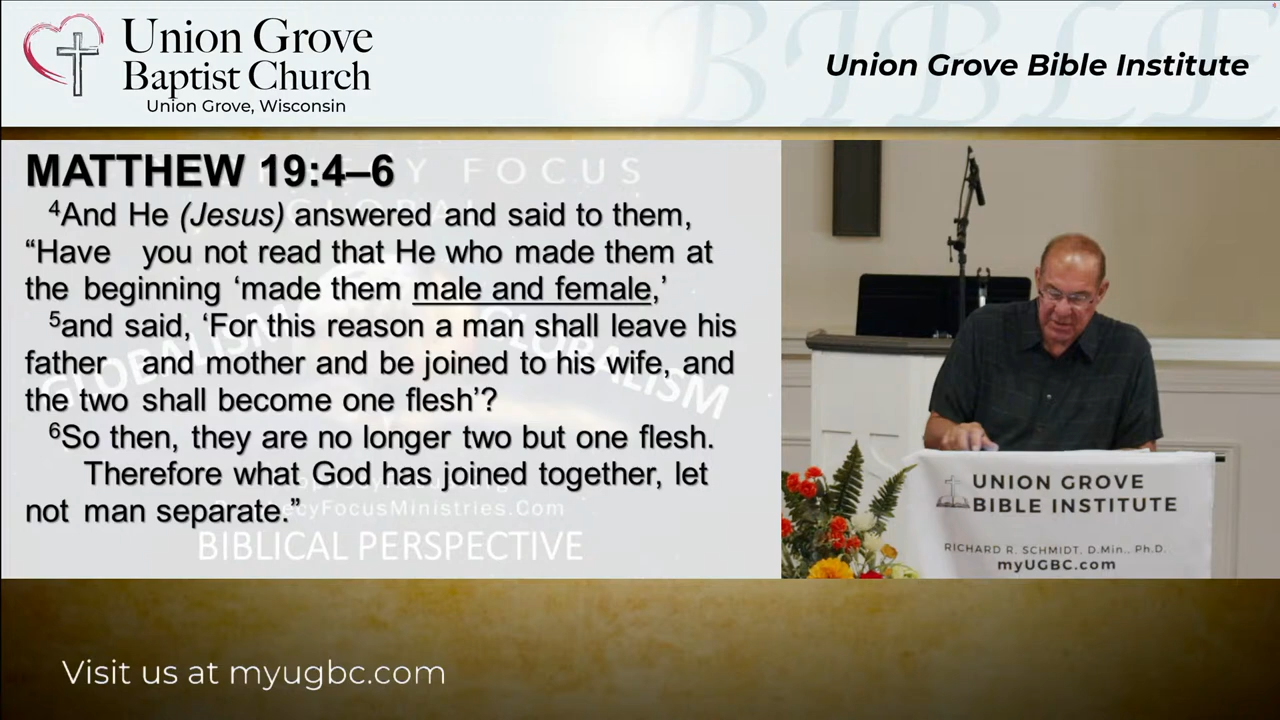 Union Grove
Baptist Church
Union Grove, Wisconsin
BIBLE
Union Grove Bible Institute
MATTHEW 19:4–6
4And He (Jesus) answered and said to them,
“Have you not read that He who made them at
the beginning ‘made them male and female,’
5and said, ‘For this reason a man shall leave his
father and mother and be joined to his wife, and
the two shall become one flesh’?
6So then, they are no longer two but one flesh.
Therefore what God has joined together, let
not man separate.”
FOCUS
GLOBALISM
GLOBALISM
BIBLICAL PERSPECTIVE
UNION GROVE
BIBLE INSTITUTE
RICHARD R. SCHMIDT, D.Min., Ph.D.
myUGBC.com
Visit us at myugbc.com